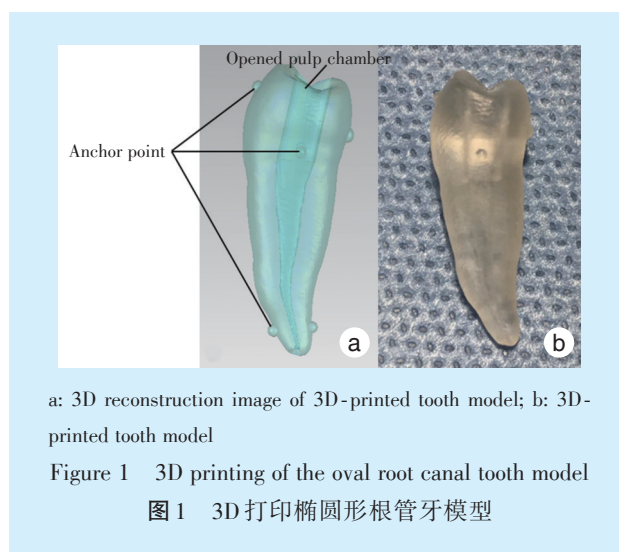 Opened pulp chamber
Anchor point
a
b
a: 3D reconstruction image of 3D-printed tooth model; b: 3D-
printed tooth model
Figure 1 3D printing of the oval root canal tooth model
图1 3D打印椭圆形根管牙模型